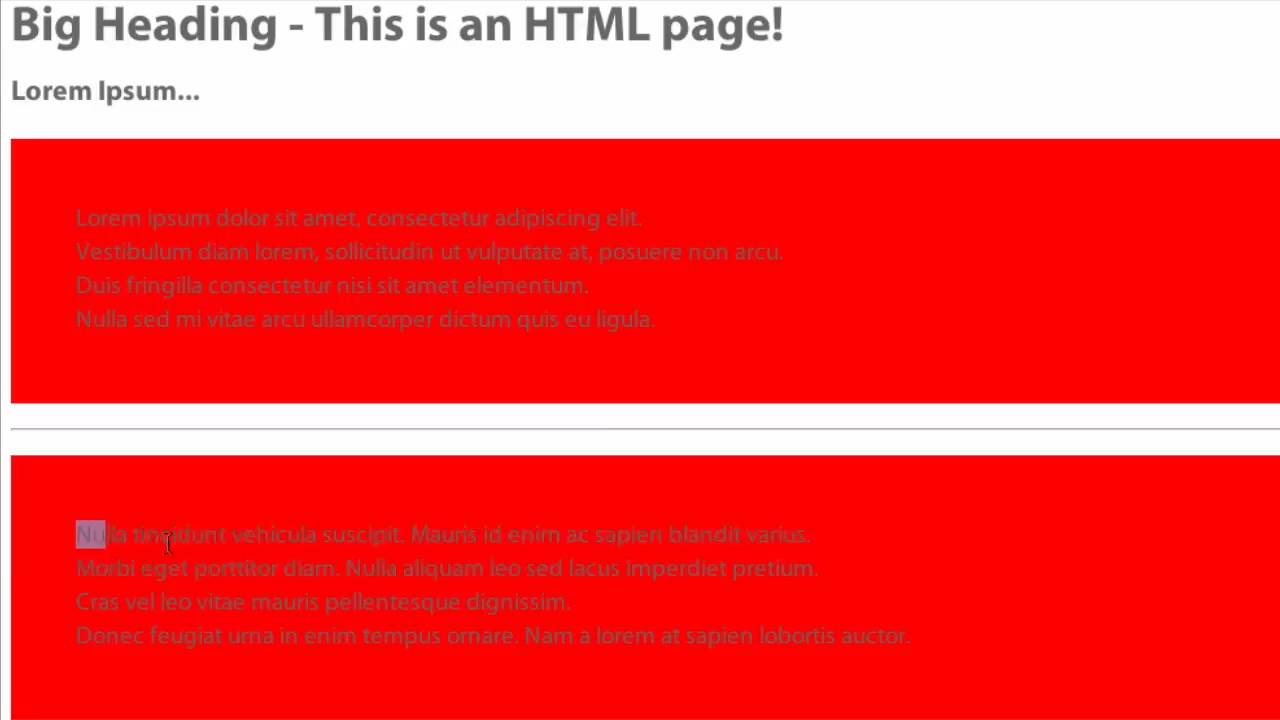 Big Heading - This is an HTML page!
Lorem Ipsum...
Lorem ipsum dolor sit amet, consectetur adipiscing elit.
Vestibulum diam lorem, sollicitudin ut vulputate at, posuere non arcu.
Duis fringilla consectetur nisi sit amet elementum.
Nulla sed mi vitae arcu ullamcorper dictum quis eu ligula.
Nulla tincidunt vehicula suscipit. Mauris id enim ac sapien blandit varius.
Morbi eget porttitor diam. Nulla aliquam leo sed lacus imperdiet pretium.
Cras vel leo vitae mauris pellentesque dignissim.
Donec feugiat urna in enim tempus ornare. Nam a lorem at sapien lobortis auctor.